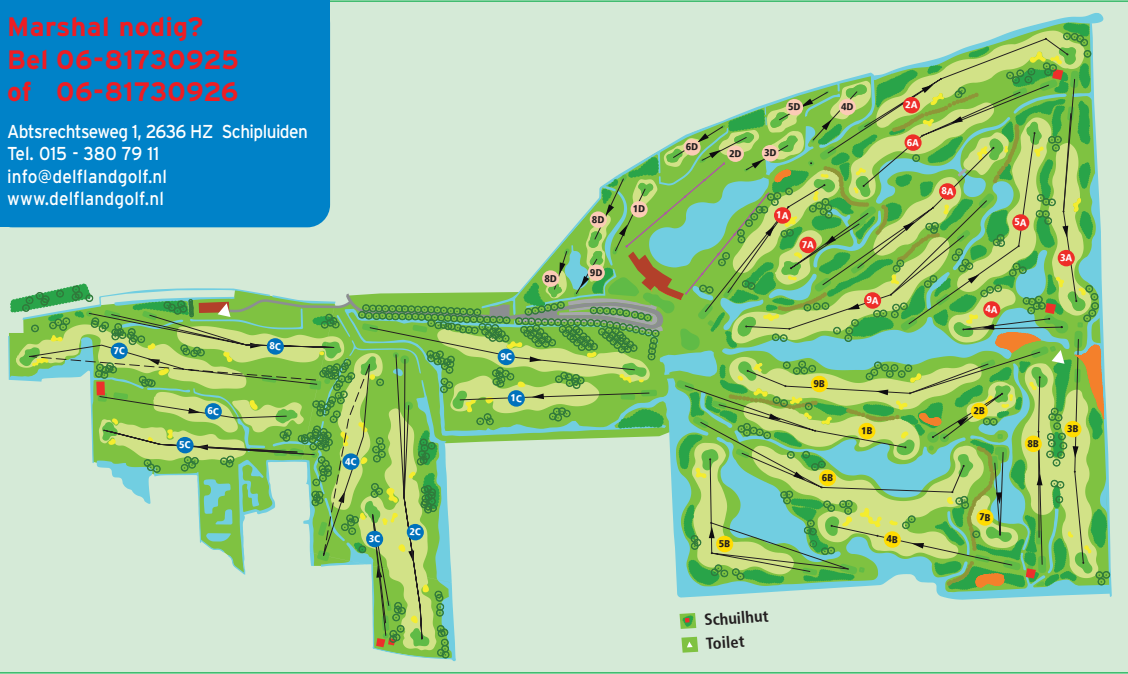 Marshal nodig?
Bel 06-81730925
of 06-81730926
Abtsrechtseweg 1, 2636 HZ Schipluiden
Tel. 015 - 380 79 11
info@delflandgolf.nl
www.delflandgolf.nl
5D
4D
2A
6D
2D
3D
6A
8A
1D
8D
1A
5A
7A
3A
8D
9D
9A
4A
7C
8C
9C
9B
6C
1C
2B
5C
1B
8B
3B
4C
6B
7B
3C
2C
5B
4B
Schuilhut
Toilet